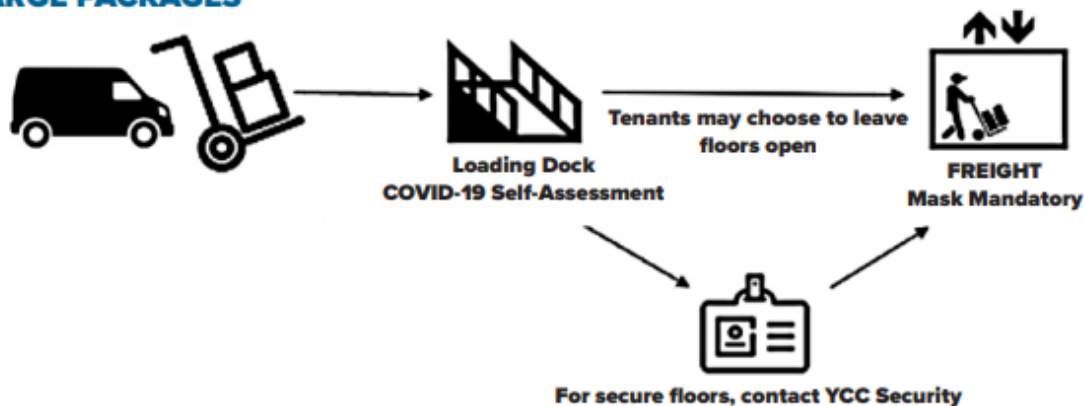 PACKAGES
Tenants may choose to leave
floors open
Loading Dock
COVID-19 Self-Assessment
FREIGHT
Mask Mandatory
For secure floors, contact YCC Security